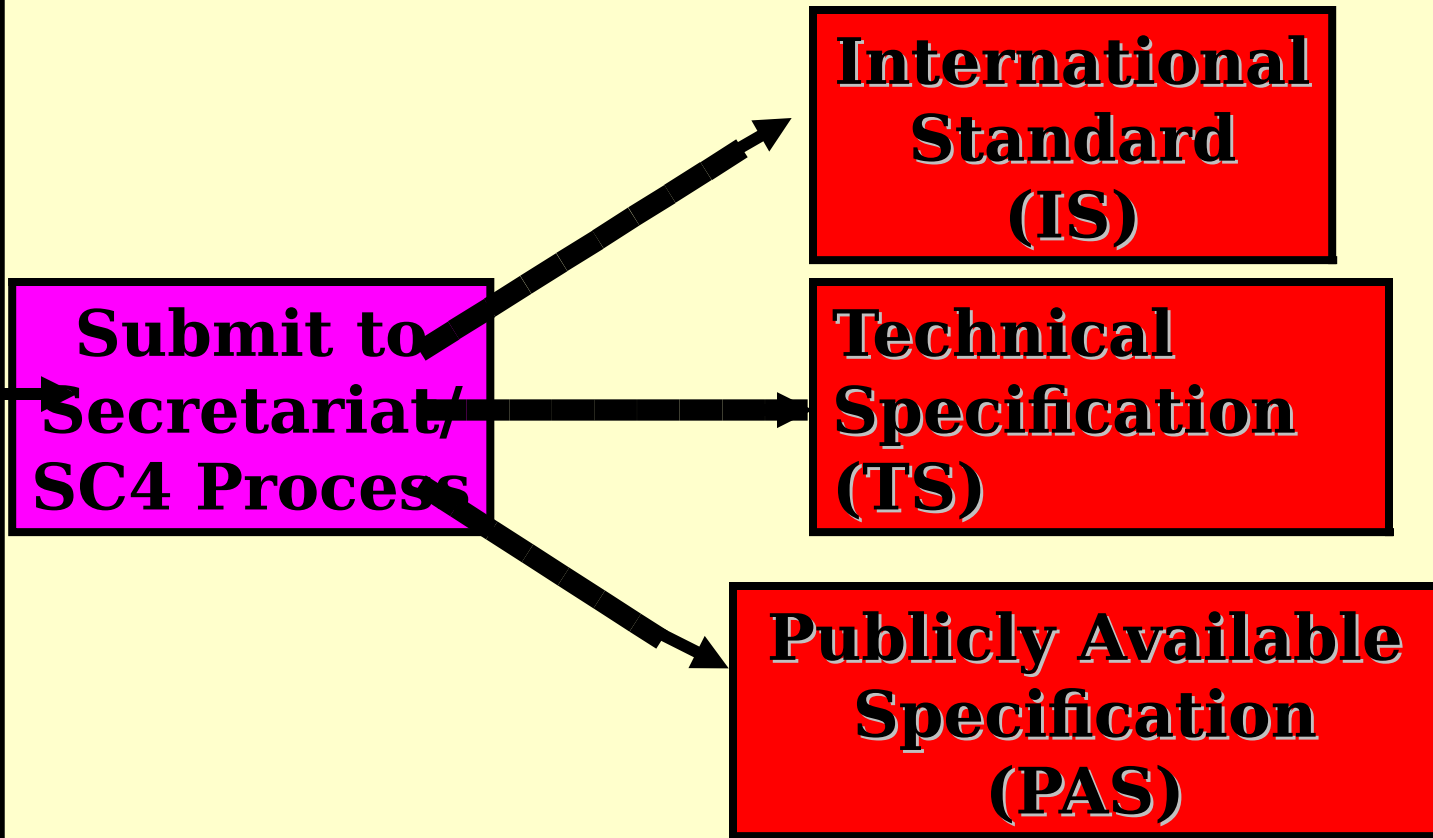 International
Standard
(IS)
Submit to
Secretariat/
SC4 Process
Technical
Specification
(TS)
Publicly Available
Specification
(PAS)